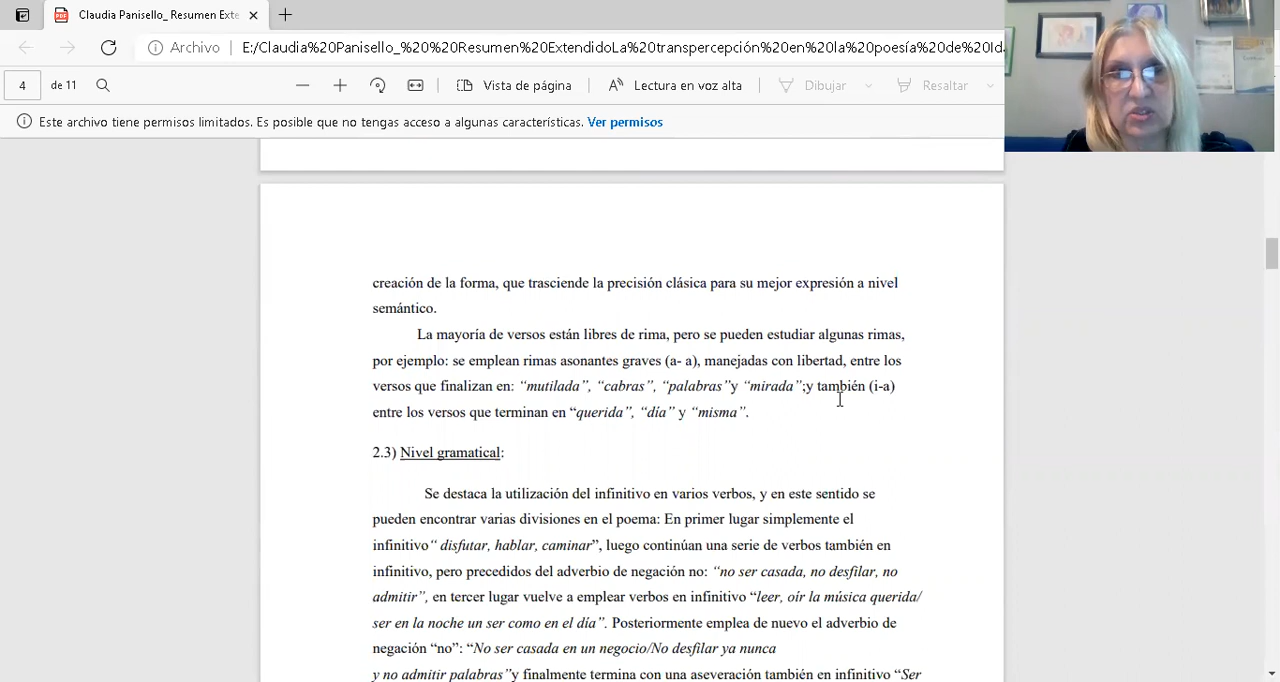 Claudia Panisello_ Resumen Exte
Archivo
E:/Claudia%20Panisello_%20%20Resumen%20ExtendidoLa%20transpercepción%20en%20la%20poesía%20de%20Id
4 de 11
Vista de página
Lectura en voz alta
Dibujar
Resaltar
Este archivo tiene permisos limitados. Es posible que no tengas acceso a algunas características. Ver permisos
creación de la forma, que trasciende la precisión clásica para su mejor expresión a nivel
semántico.
La mayoría de versos están libres de rima, pero se pueden estudiar algunas rimas,
por ejemplo: se emplean rimas asonantes graves (a- a), manejadas con libertad, entre los
versos que finalizan en: “mutilada”, “cabras”, “palabras”y “mirada”;y también (i-a)
entre los versos que terminan en “querida”, “día” y “misma”.
2.3) Nivel gramatical:
Se destaca la utilización del infinitivo en varios verbos, y en este sentido se
pueden encontrar varias divisiones en el poema: En primer lugar simplemente el
infinitivo“ disfutar, hablar, caminar”, luego continúan una serie de verbos también en
infinitivo, pero precedidos del adverbio de negación no: “no ser casada, no desfilar, no
admitir”, en tercer lugar vuelve a emplear verbos en infinitivo “leer, oír la música querida/
ser en la noche un ser como en el día”. Posteriormente emplea de nuevo el adverbio de
negación “no”: “No ser casada en un negocio/No desfilar ya nunca
y no admitir palabras”y finalmente termina con una aseveración también en infinitivo “Ser